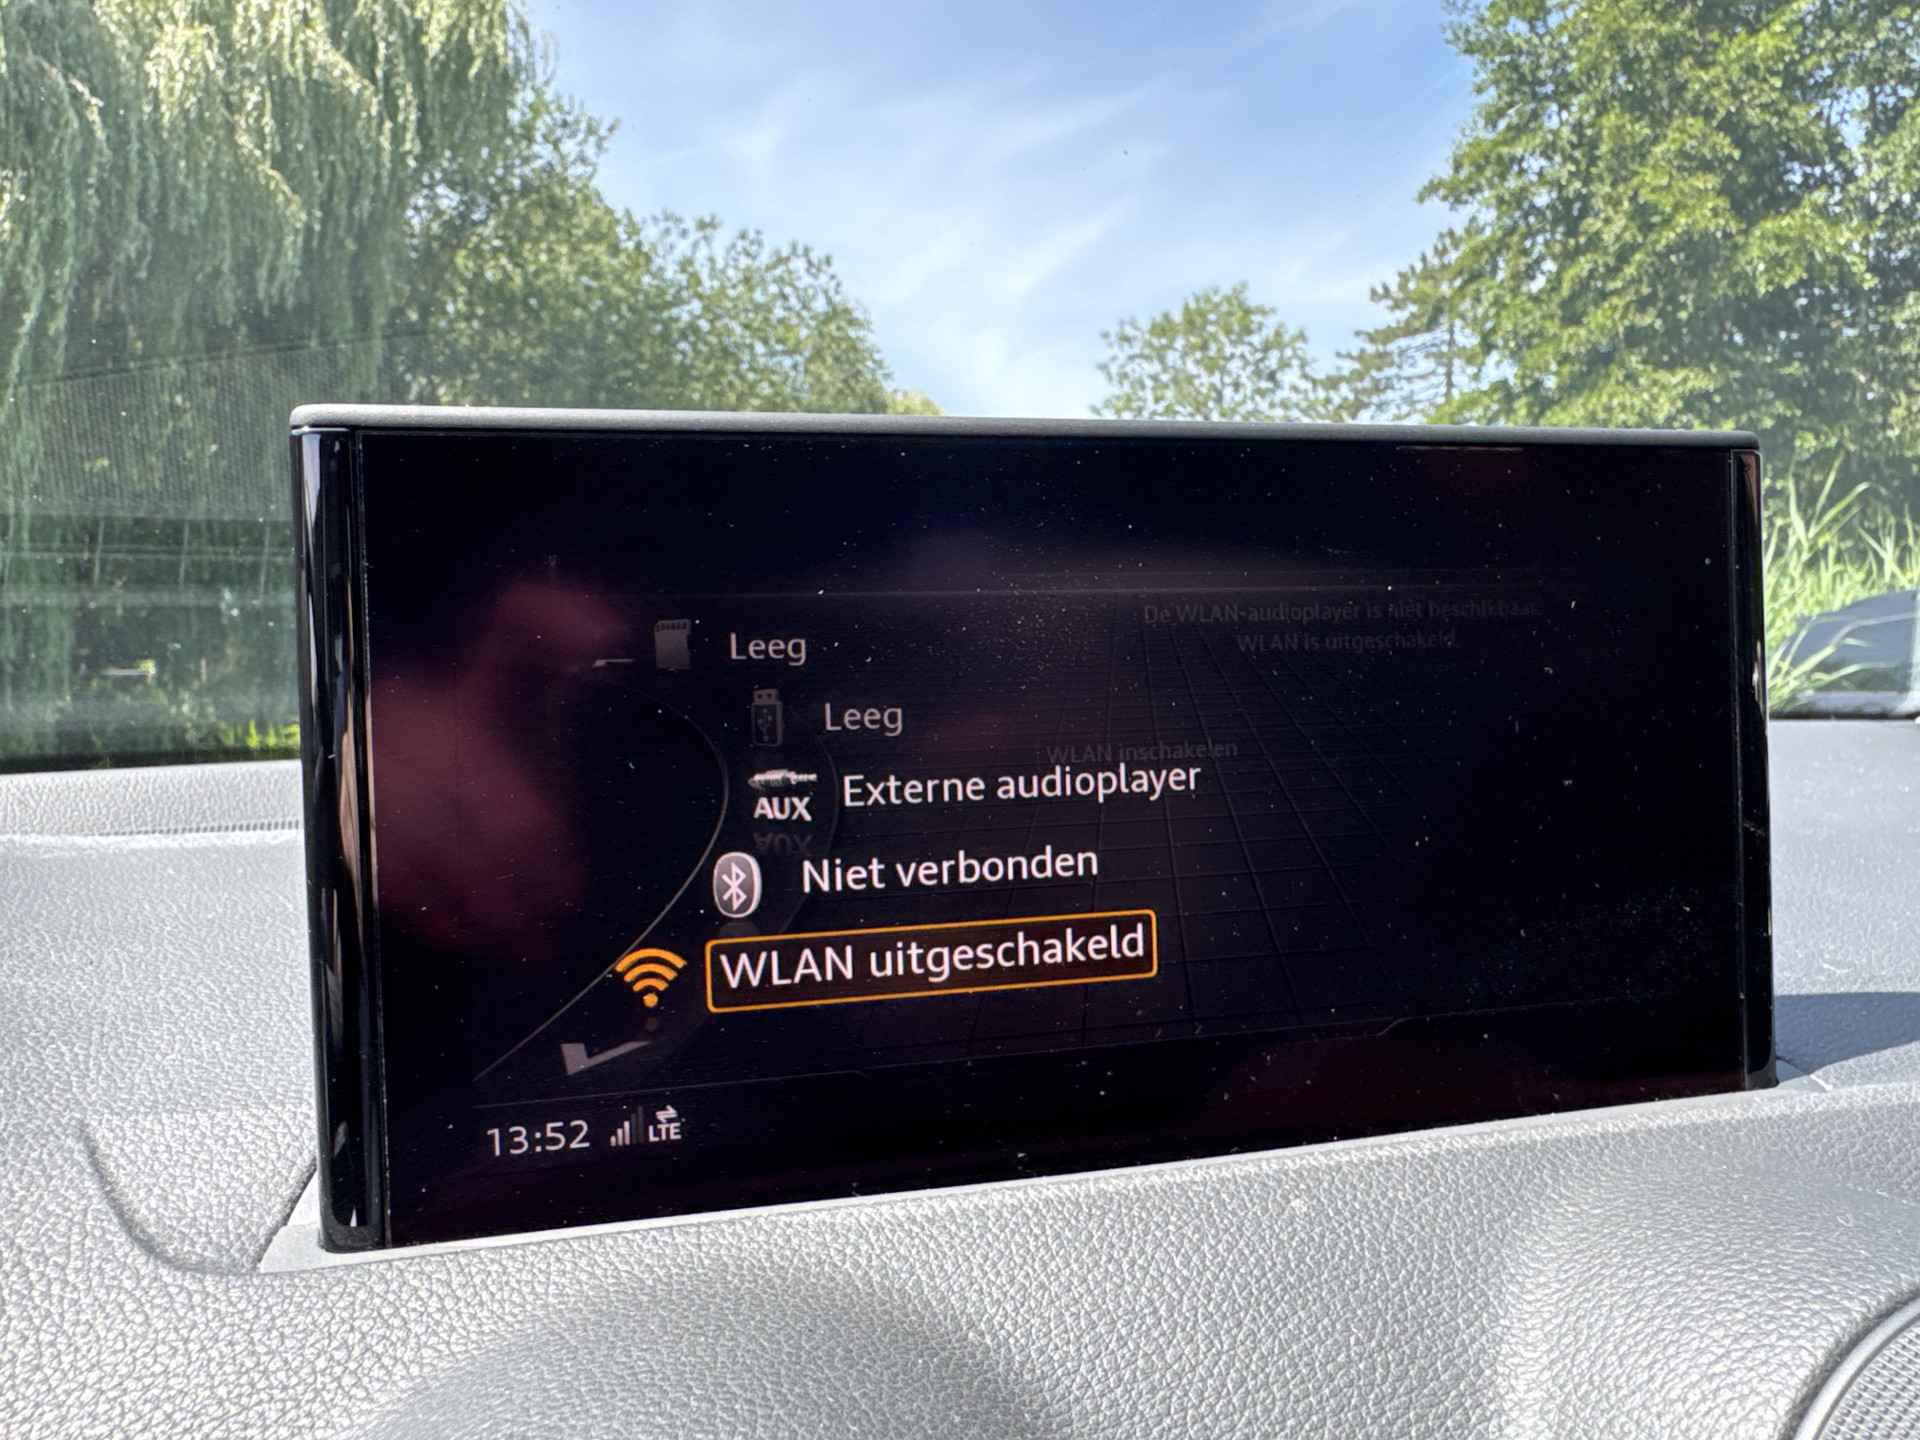 De WLAN-audioplayer is niet beschikbaar.
WLAN is uitgeschakeld.
Leeg
Leeg
WLAN inschakelen
AUX Externe audioplayer
Niet verbonden
WLAN uitgeschakeld
13:52 LTE